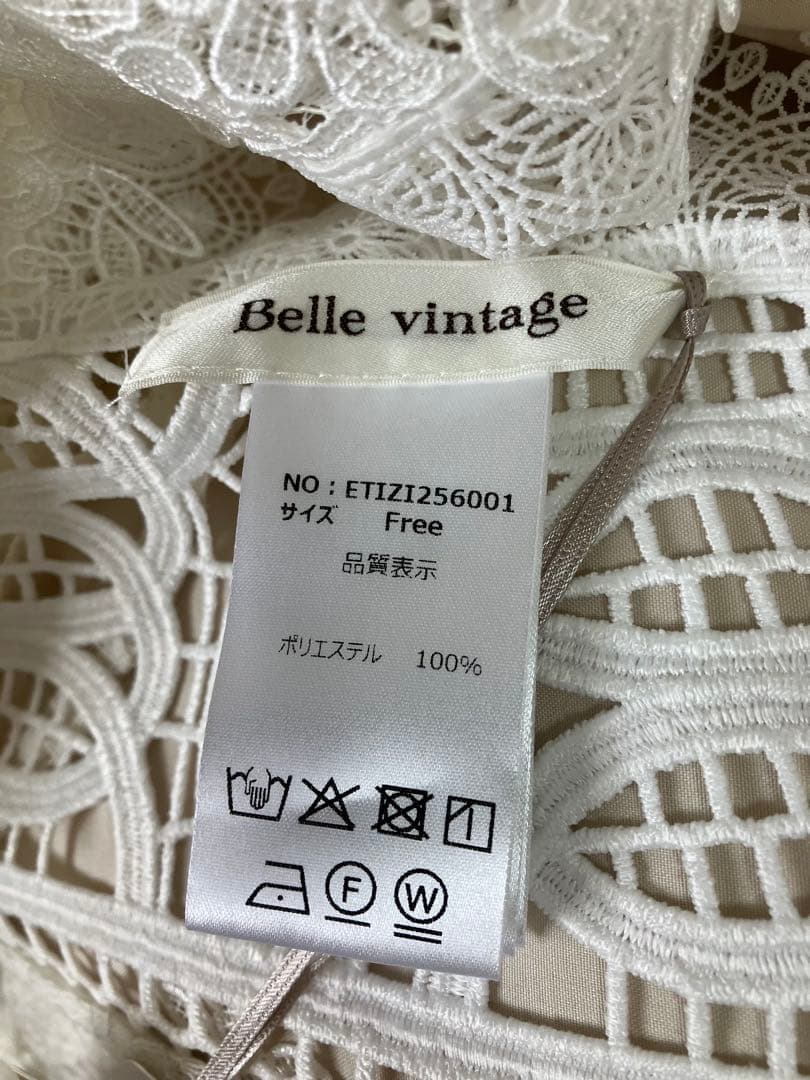 Belle vintage
NO : ETIZI256001
サイズ Free
品質表示
ポリエステル 100%
F W